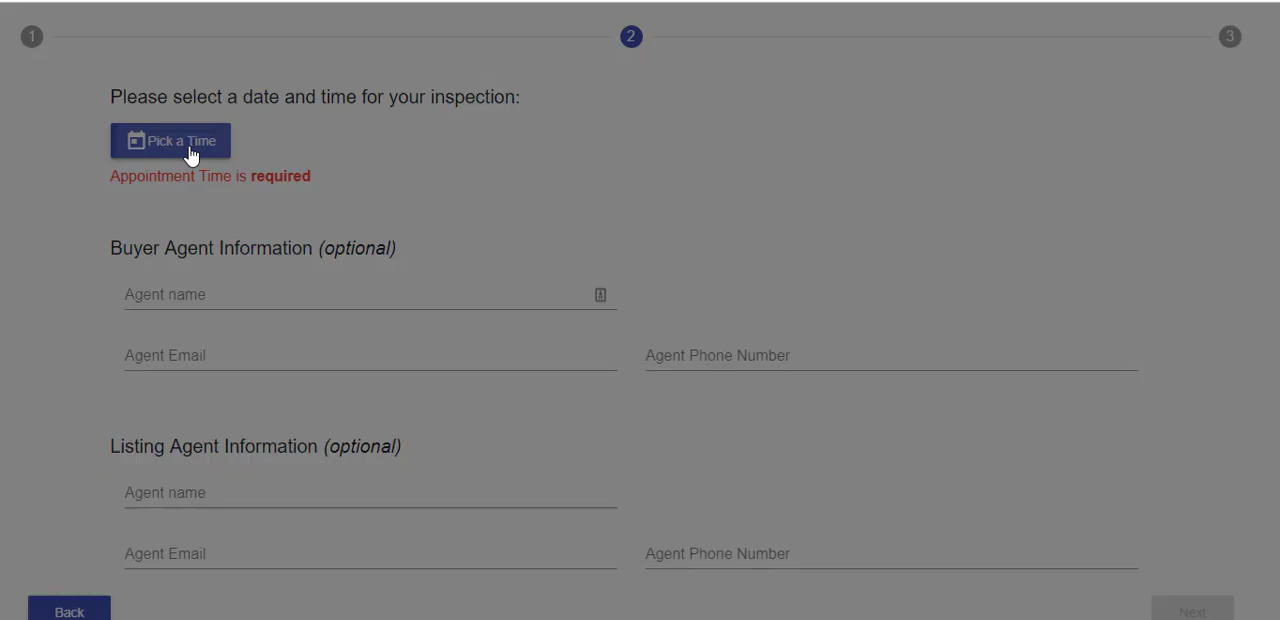 1 2 3
Please select a date and time for your inspection:
Pick a Time
Appointment Time is required
Buyer Agent Information (optional)
Agent name
Agent Email Agent Phone Number
Listing Agent Information (optional)
Agent name
Agent Email Agent Phone Number
Back Next